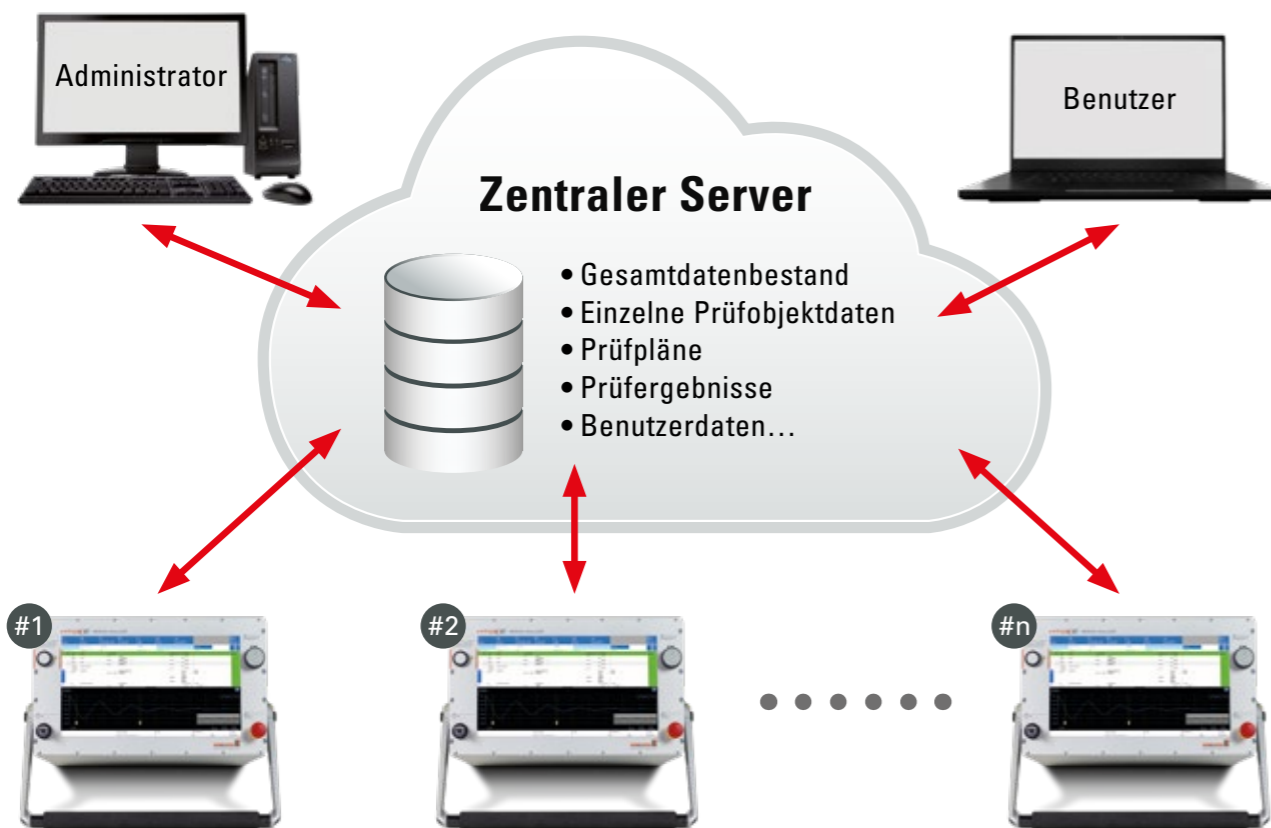 Administrator
Benutzer
Zentraler Server
• Gesamtdatenbestand
• Einzelne Prüfobjektdaten
• Prüfpläne
• Prüfergebnisse
• Benutzerdaten…
#1
#2
#n